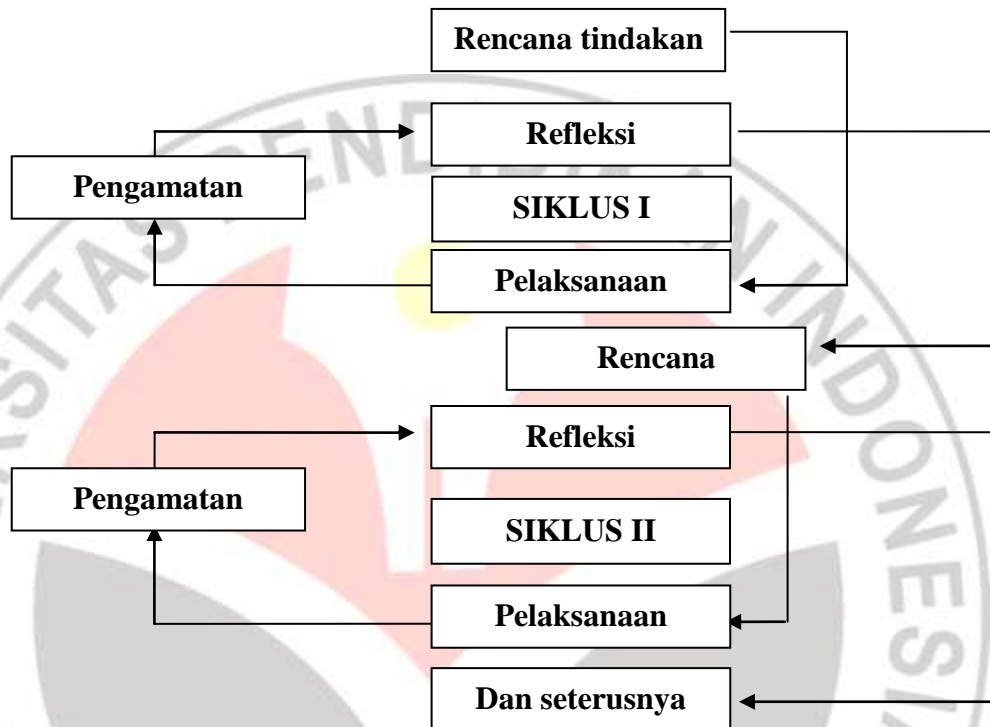 Rencana tindakan
Refleksi
Pengamatan
SIKLUS I
Pelaksanaan
Rencana
Refleksi
Pengamatan
SIKLUS II
Pelaksanaan
Dan seterusnya